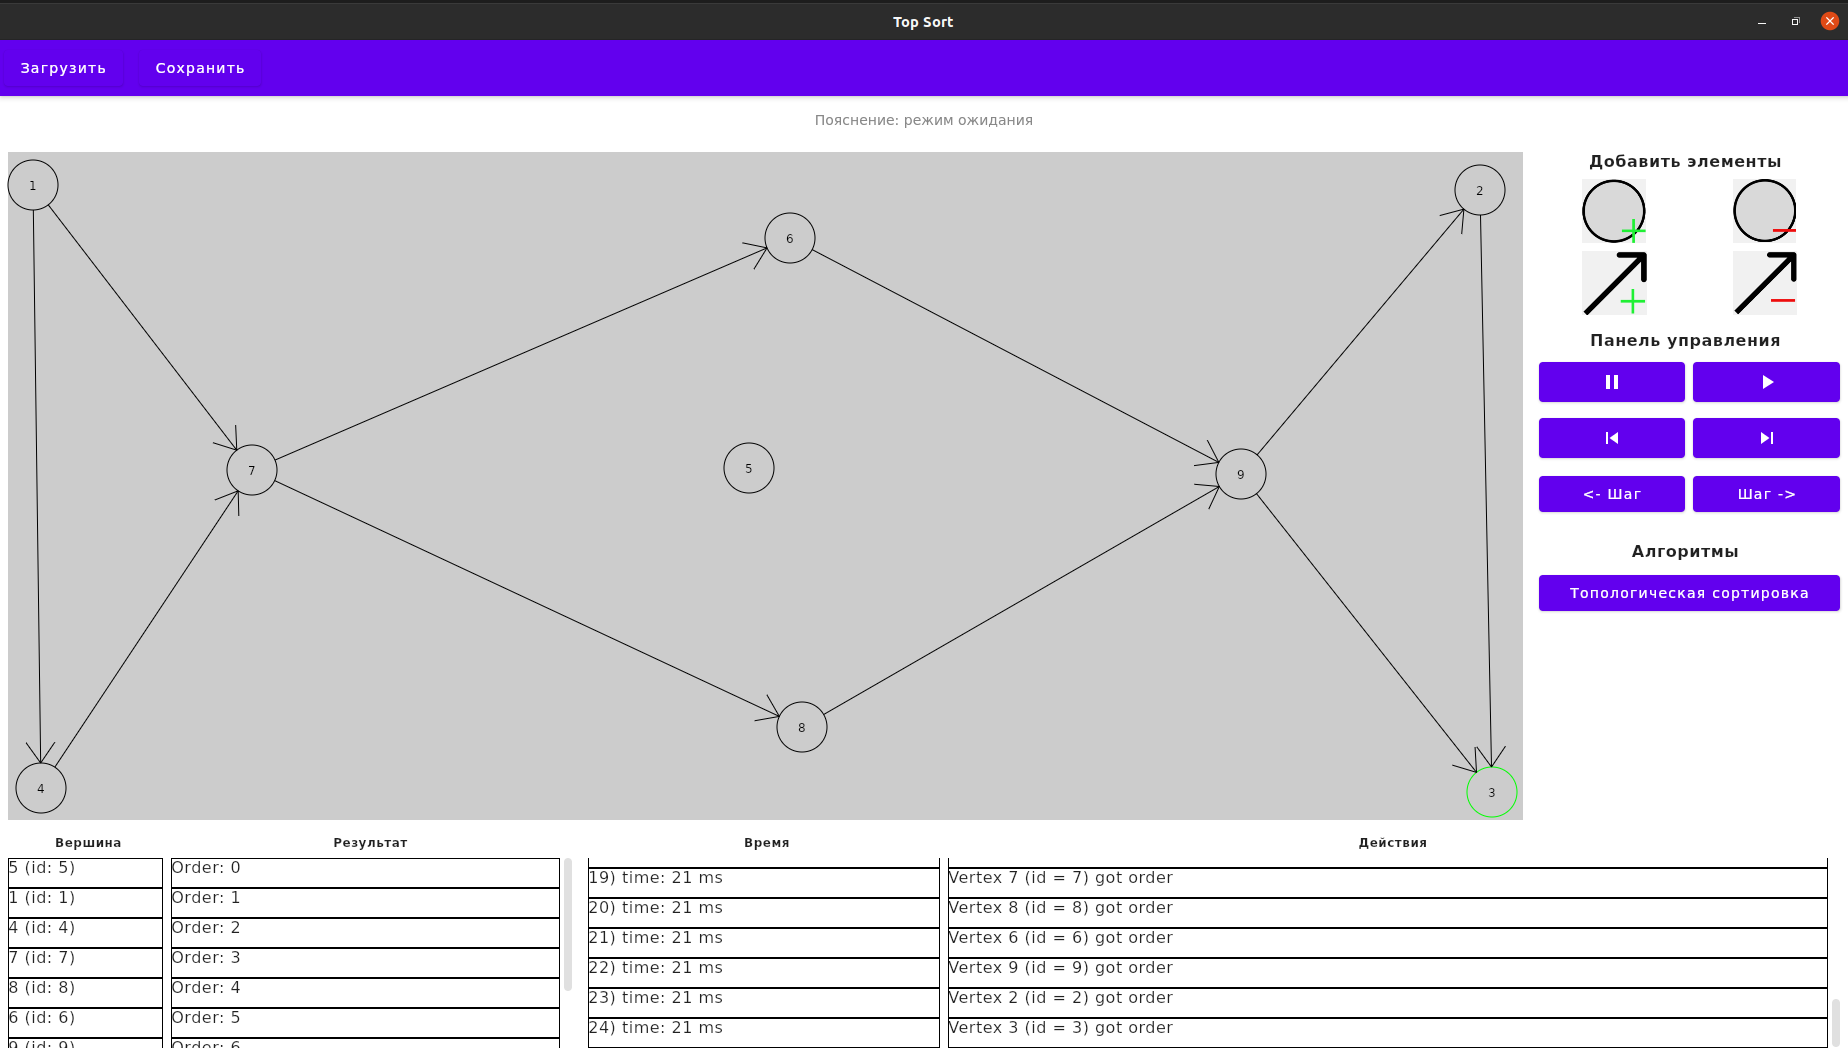 Top Sort
Загрузить Сохранить
Пояснение: режим ожидания
1
2
6
7
5
9
8
4
3
Добавить элементы
Панель управления
<- Шаг Шаг ->
Алгоритмы
Топологическая сортировка
Вершина Результат Время Действия
5 (id: 5) Order: 0
1 (id: 1) Order: 1
4 (id: 4) Order: 2
7 (id: 7) Order: 3
8 (id: 8) Order: 4
6 (id: 6) Order: 5
9 (id: 9) Order: 6
19) time: 21 ms Vertex 7 (id = 7) got order
20) time: 21 ms Vertex 8 (id = 8) got order
21) time: 21 ms Vertex 6 (id = 6) got order
22) time: 21 ms Vertex 9 (id = 9) got order
23) time: 21 ms Vertex 2 (id = 2) got order
24) time: 21 ms Vertex 3 (id = 3) got order